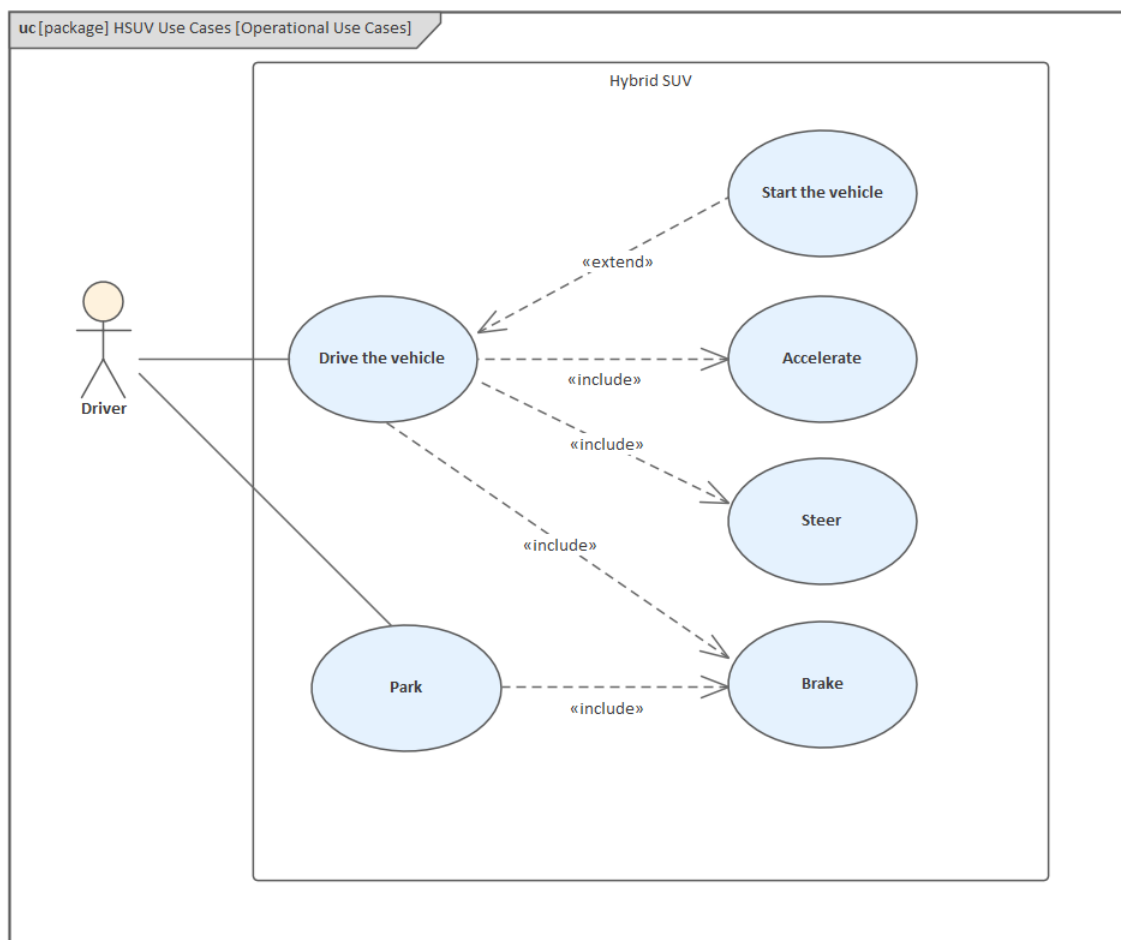 uc [package] HSUV Use Cases [Operational Use Cases]
Hybrid SUV
Start the vehicle
«extend»
Driver
Drive the vehicle
Accelerate
«include»
«include»
Steer
«include»
Park
Brake
«include»